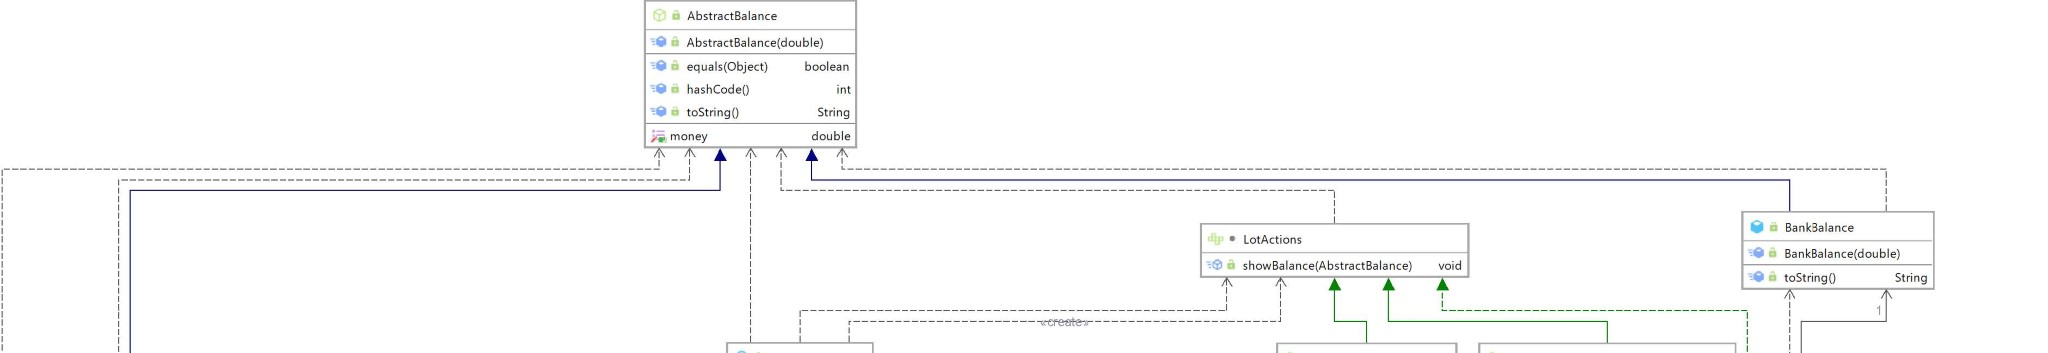 AbstractBalance
AbstractBalance(double)
equals(Object) boolean
hashCode() int
toString() String
money double
LotActions
showBalance(AbstractBalance) void
BankBalance
BankBalance(double)
toString() String
1
«create»